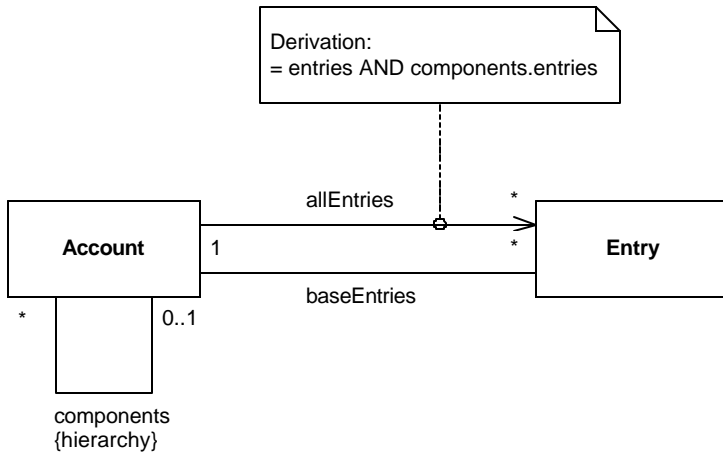 Derivation:
= entries AND components.entries
allEntries
*
Account
1
*
Entry
baseEntries
*
0..1
components
{hierarchy}